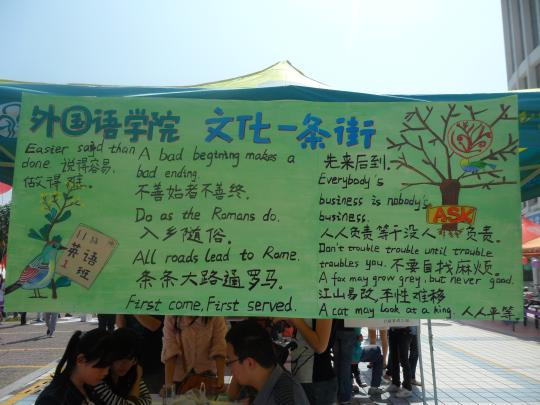 外国语学院 文化一条街
Easier said than
done 说得容易,
做得难.
A bad beginning makes a
bad ending.
不善始者不善终.
Do as the Romans do.
入乡随俗.
All roads lead to Rome.
条条大路通罗马.
First come, First served.
英语
1班
先来后到.
Everybody's
business is nobody's
business.
人人负责等于没人负责.
Don't trouble trouble until trouble
troubles you. 不要自找麻烦.
A fox may grow grey, but never good.
江山易改,本性难移
A cat may look at a king. 人人平等.
ASK